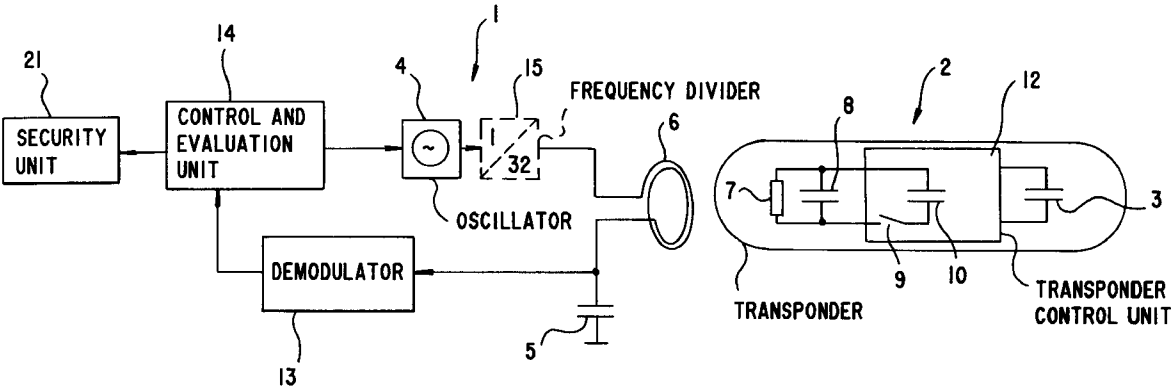 1
14
21
4
15
FREQUENCY DIVIDER
2
12
SECURITY
UNIT
CONTROL AND
EVALUATION
UNIT
~
1
32
6
8
7
3
OSCILLATOR
DEMODULATOR
9
10
TRANSPONDER
TRANSPONDER
CONTROL UNIT
5
13